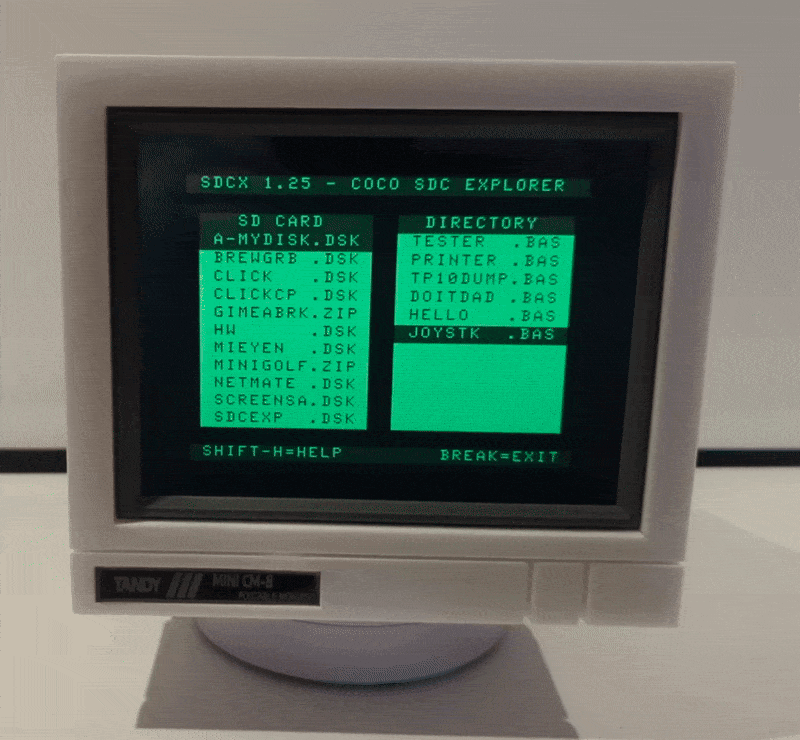 SDCX 1.25 - COCO SDC EXPLORER
SD CARD
A-MYDISK.DSK
BREWGRB .DSK
CLICK .DSK
CLICKCP .DSK
GIMEABRK.ZIP
HW .DSK
MIEYEN .DSK
MINIGOLF.ZIP
NETMATE .DSK
SCREENSA.DSK
SDCEXP .DSK
DIRECTORY
TESTER .BAS
PRINTER .BAS
TP10DUMP.BAS
DOITDAD .BAS
HELLO .BAS
JOYSTK .BAS
SHIFT-H=HELP
BREAK=EXIT
TANDY
MINI CM-8